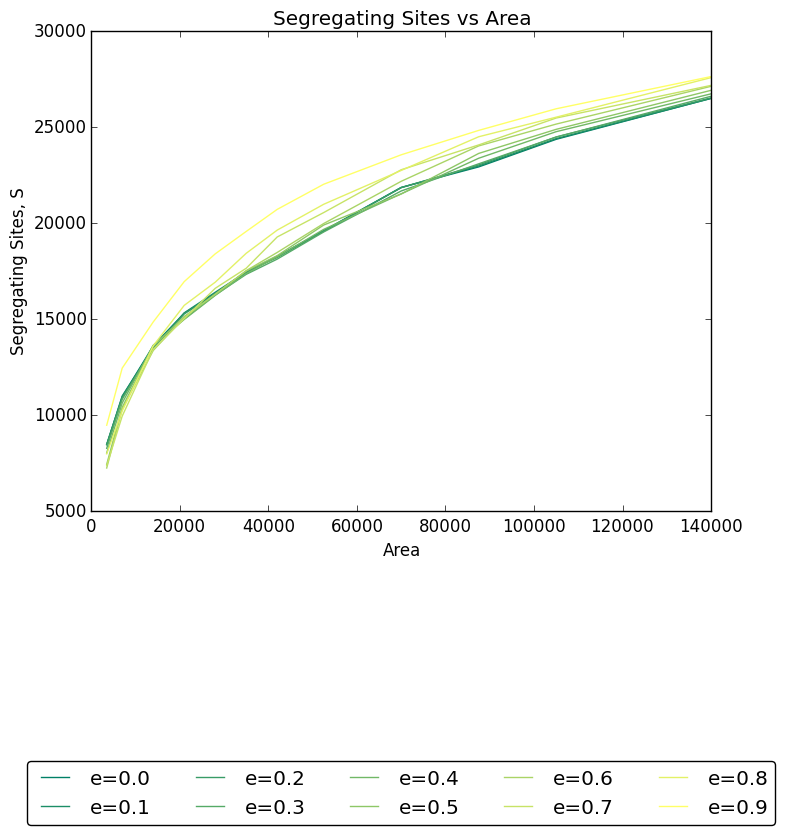 Segregating Sites vs Area
30000
25000
20000
15000
10000
5000
Segregating Sites, S
0 20000 40000 60000 80000 100000 120000 140000
Area
e=0.0 e=0.2 e=0.4 e=0.6 e=0.8
e=0.1 e=0.3 e=0.5 e=0.7 e=0.9